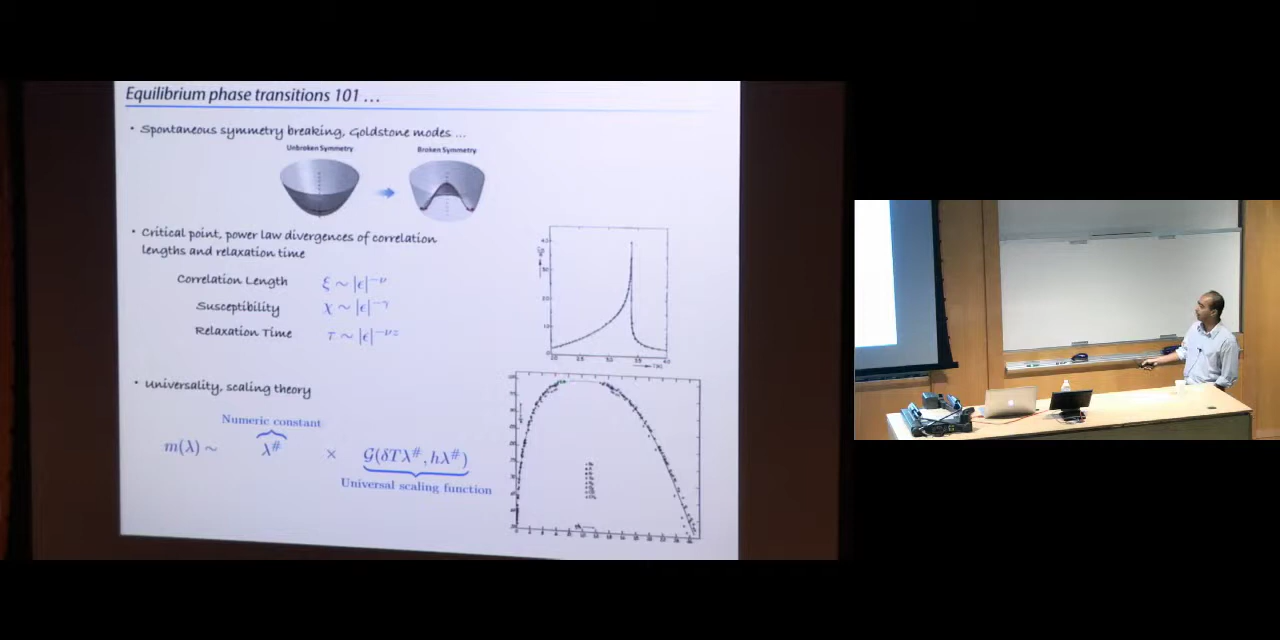 Equilibrium phase transitions 101 ...
• Spontaneous symmetry breaking, Goldstone modes ...
Unbroken Symmetry
Broken Symmetry
• Critical point, power law divergences of correlation
lengths and relaxation time
Correlation Length ξ ~ |ϵ|^{-ν}
Susceptibility χ ~ |ϵ|^{-γ}
Relaxation Time τ ~ |ϵ|^{-νz}
• Universality, scaling theory
Numeric constant
m(λ) ~ λ^# × G(δTλ^#, hλ^#)
Universal scaling function